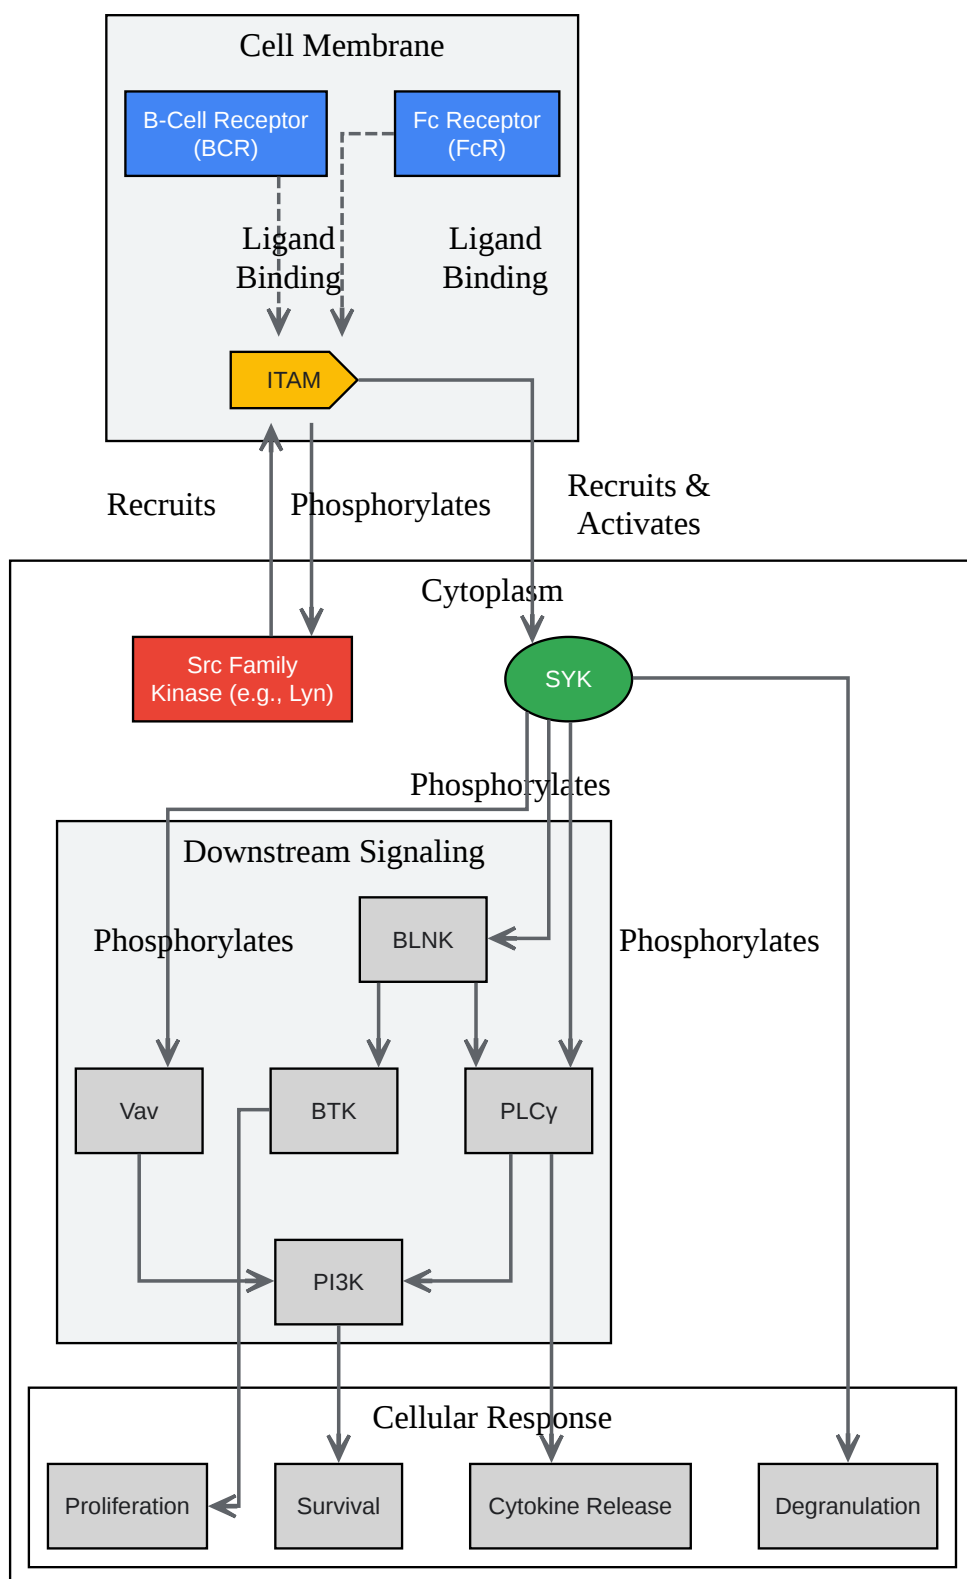 Cell Membrane
B-Cell Receptor
(BCR)
Fc Receptor
(FcR)
Ligand
Binding
Ligand
Binding
ITAM
Recruits
Phosphorylates
Recruits &
Activates
Cytoplasm
Src Family
Kinase (e.g., Lyn)
SYK
Phosphorylates
Downstream Signaling
Phosphorylates
BLNK
Phosphorylates
Vav
BTK
PLCγ
PI3K
Cellular Response
Proliferation
Survival
Cytokine Release
Degranulation